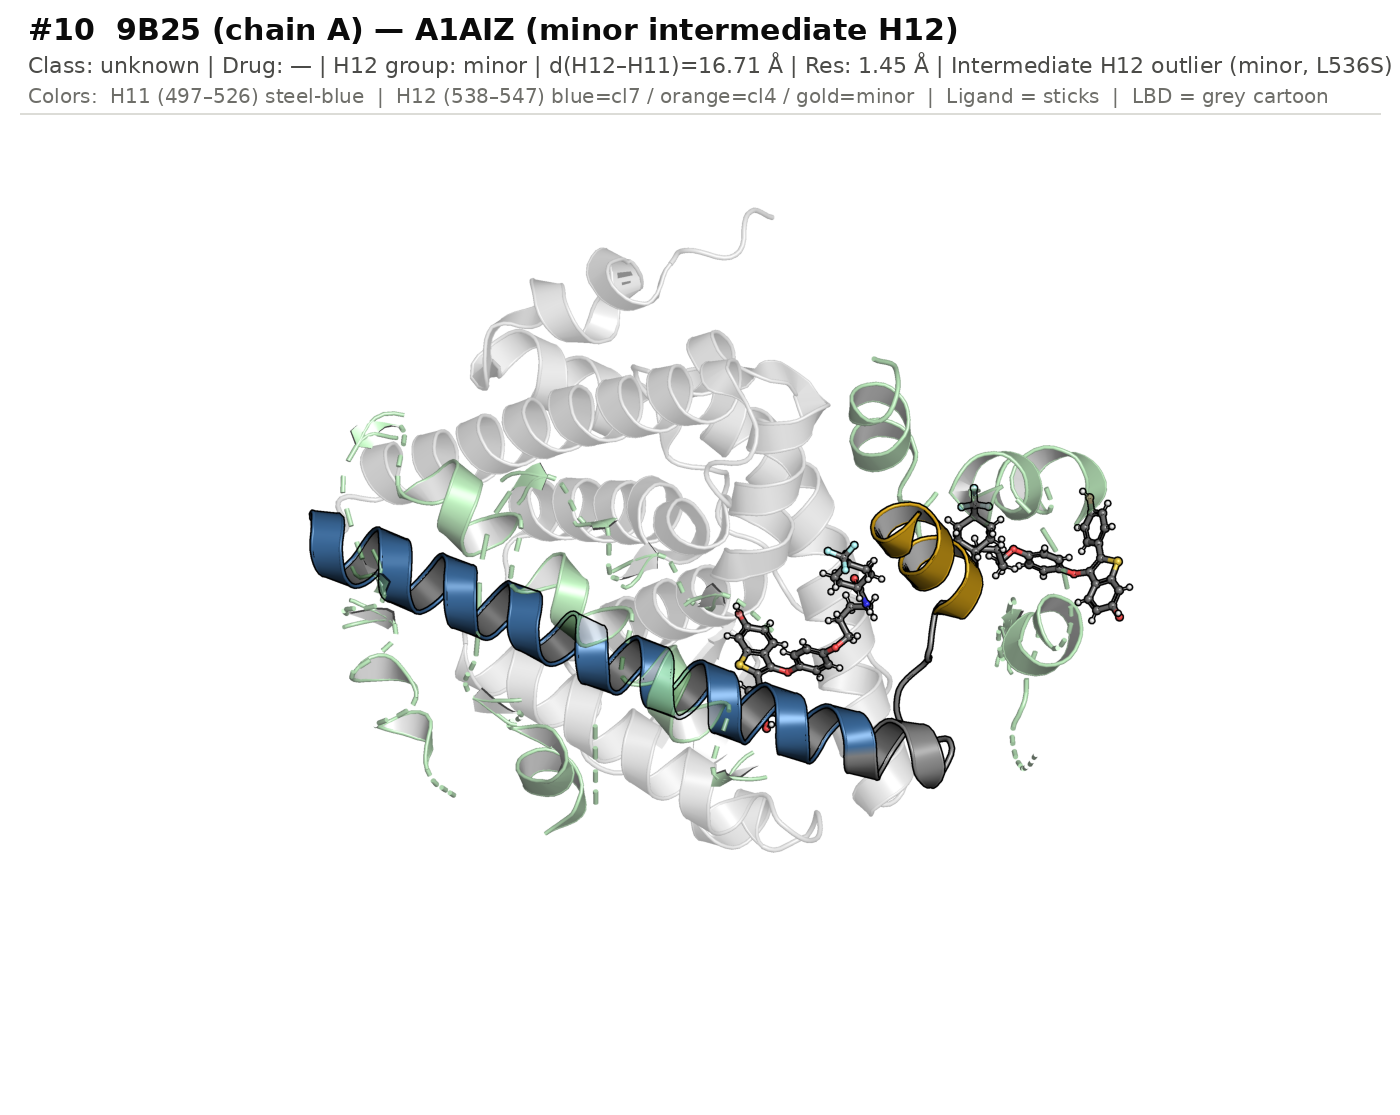 #10  9B25 (chain A) — A1AIZ (minor intermediate H12)
Class: unknown | Drug: — | H12 group: minor | d(H12–H11)=16.71 Å | Res: 1.45 Å | Intermediate H12 outlier (minor, L536S)
Colors:  H11 (497–526) steel-blue  |  H12 (538–547) blue=cl7 / orange=cl4 / gold=minor  |  Ligand = sticks  |  LBD = grey cartoon